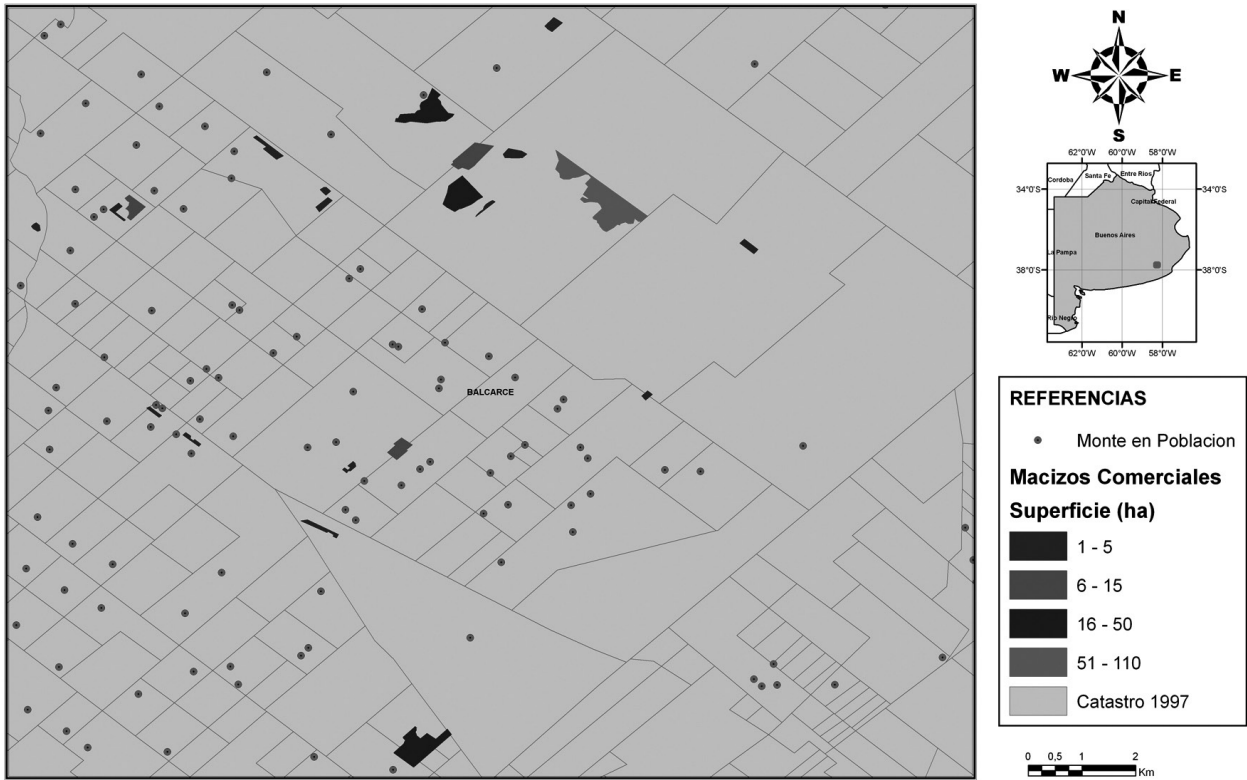 BALCARCE
N
W
E
S
62°0'W
60°0'W
58°0'W
Cordoba
Santa Fe
Entre Rios
34°0'S
34°0'S
Capital Federal
Buenos Aires
La Pampa
38°0'S
38°0'S
Rio Negro
62°0'W
60°0'W
58°0'W
REFERENCIAS
Monte en Poblacion
Macizos Comerciales
Superficie (ha)
1 - 5
6 - 15
16 - 50
51 - 110
Catastro 1997
0
0,5
1
2
Km